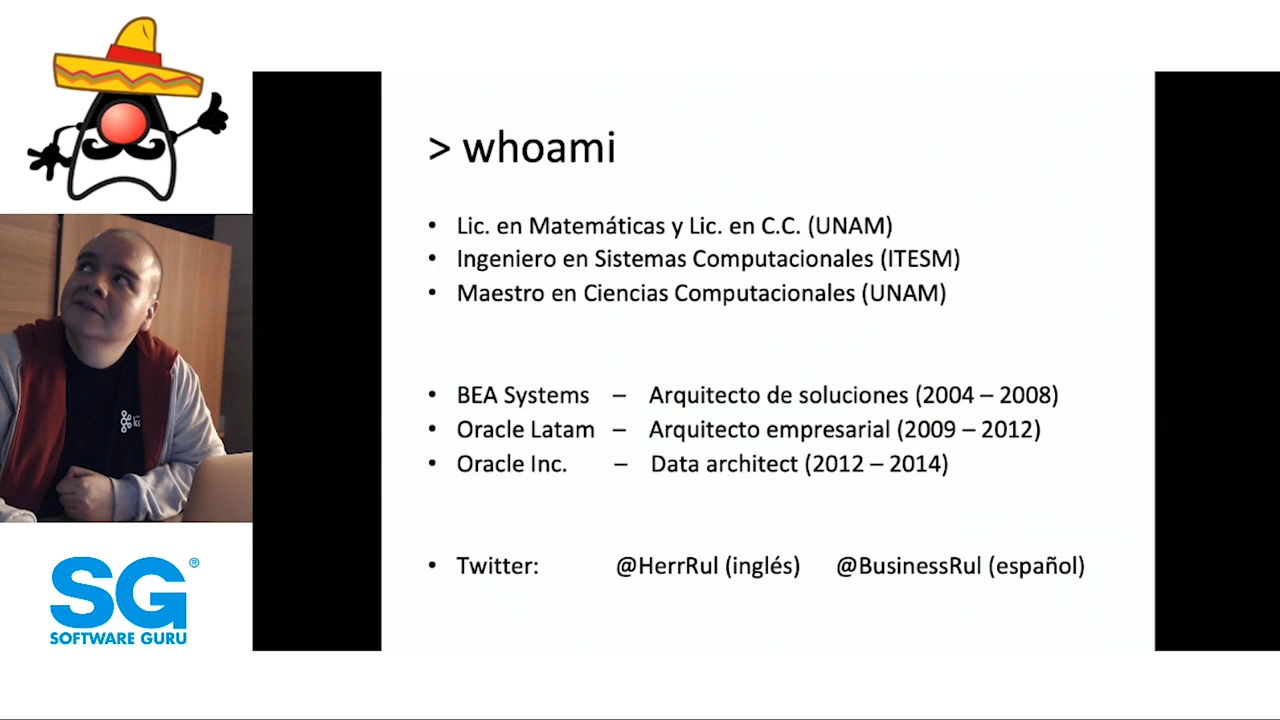 > whoami
• Lic. en Matemáticas y Lic. en C.C. (UNAM)
• Ingeniero en Sistemas Computacionales (ITESM)
• Maestro en Ciencias Computacionales (UNAM)
• BEA Systems – Arquitecto de soluciones (2004 – 2008)
• Oracle Latam – Arquitecto empresarial (2009 – 2012)
• Oracle Inc. – Data architect (2012 – 2014)
• Twitter: @HerrRul (inglés) @BusinessRul (español)
SG®
SOFTWARE GURU